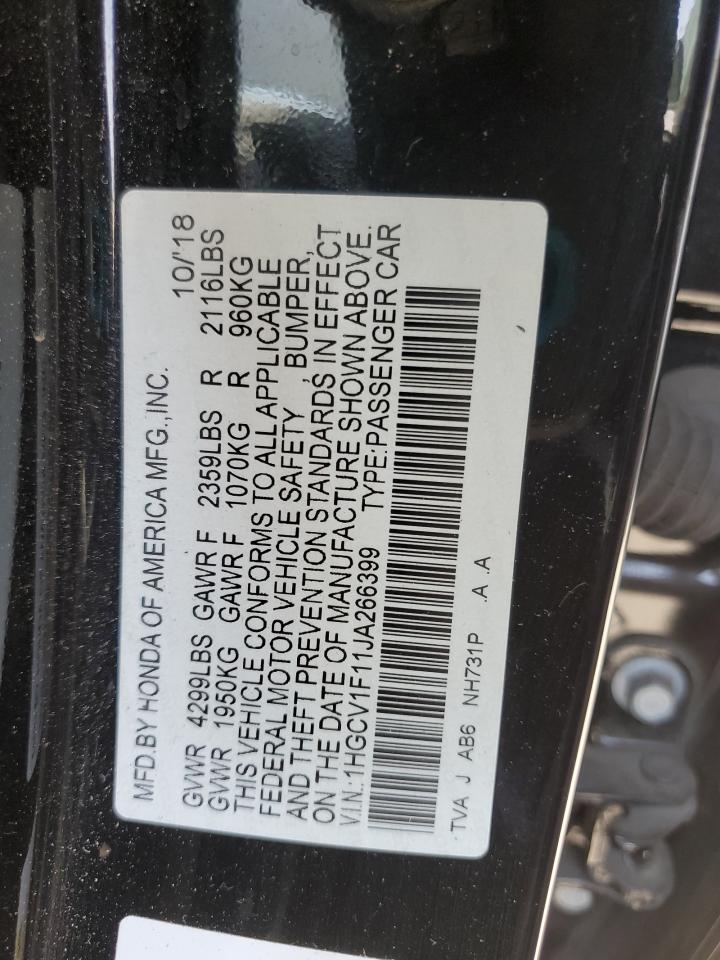 MFD.BY HONDA OF AMERICA MFG.,INC. 10/'18
GVWR 4299LBS GAWR F 2359LBS R 2116LBS
GVWR 1950KG GAWR F 1070KG R 960KG
THIS VEHICLE CONFORMS TO ALL APPLICABLE
FEDERAL MOTOR VEHICLE SAFETY , BUMPER,
AND THEFT PREVENTION STANDARDS IN EFFECT
ON THE DATE OF MANUFACTURE SHOWN ABOVE.
V.I.N.:1HGCV1F11JA266399 TYPE:PASSENGER CAR
TVA J AB6 NH731P .A .A